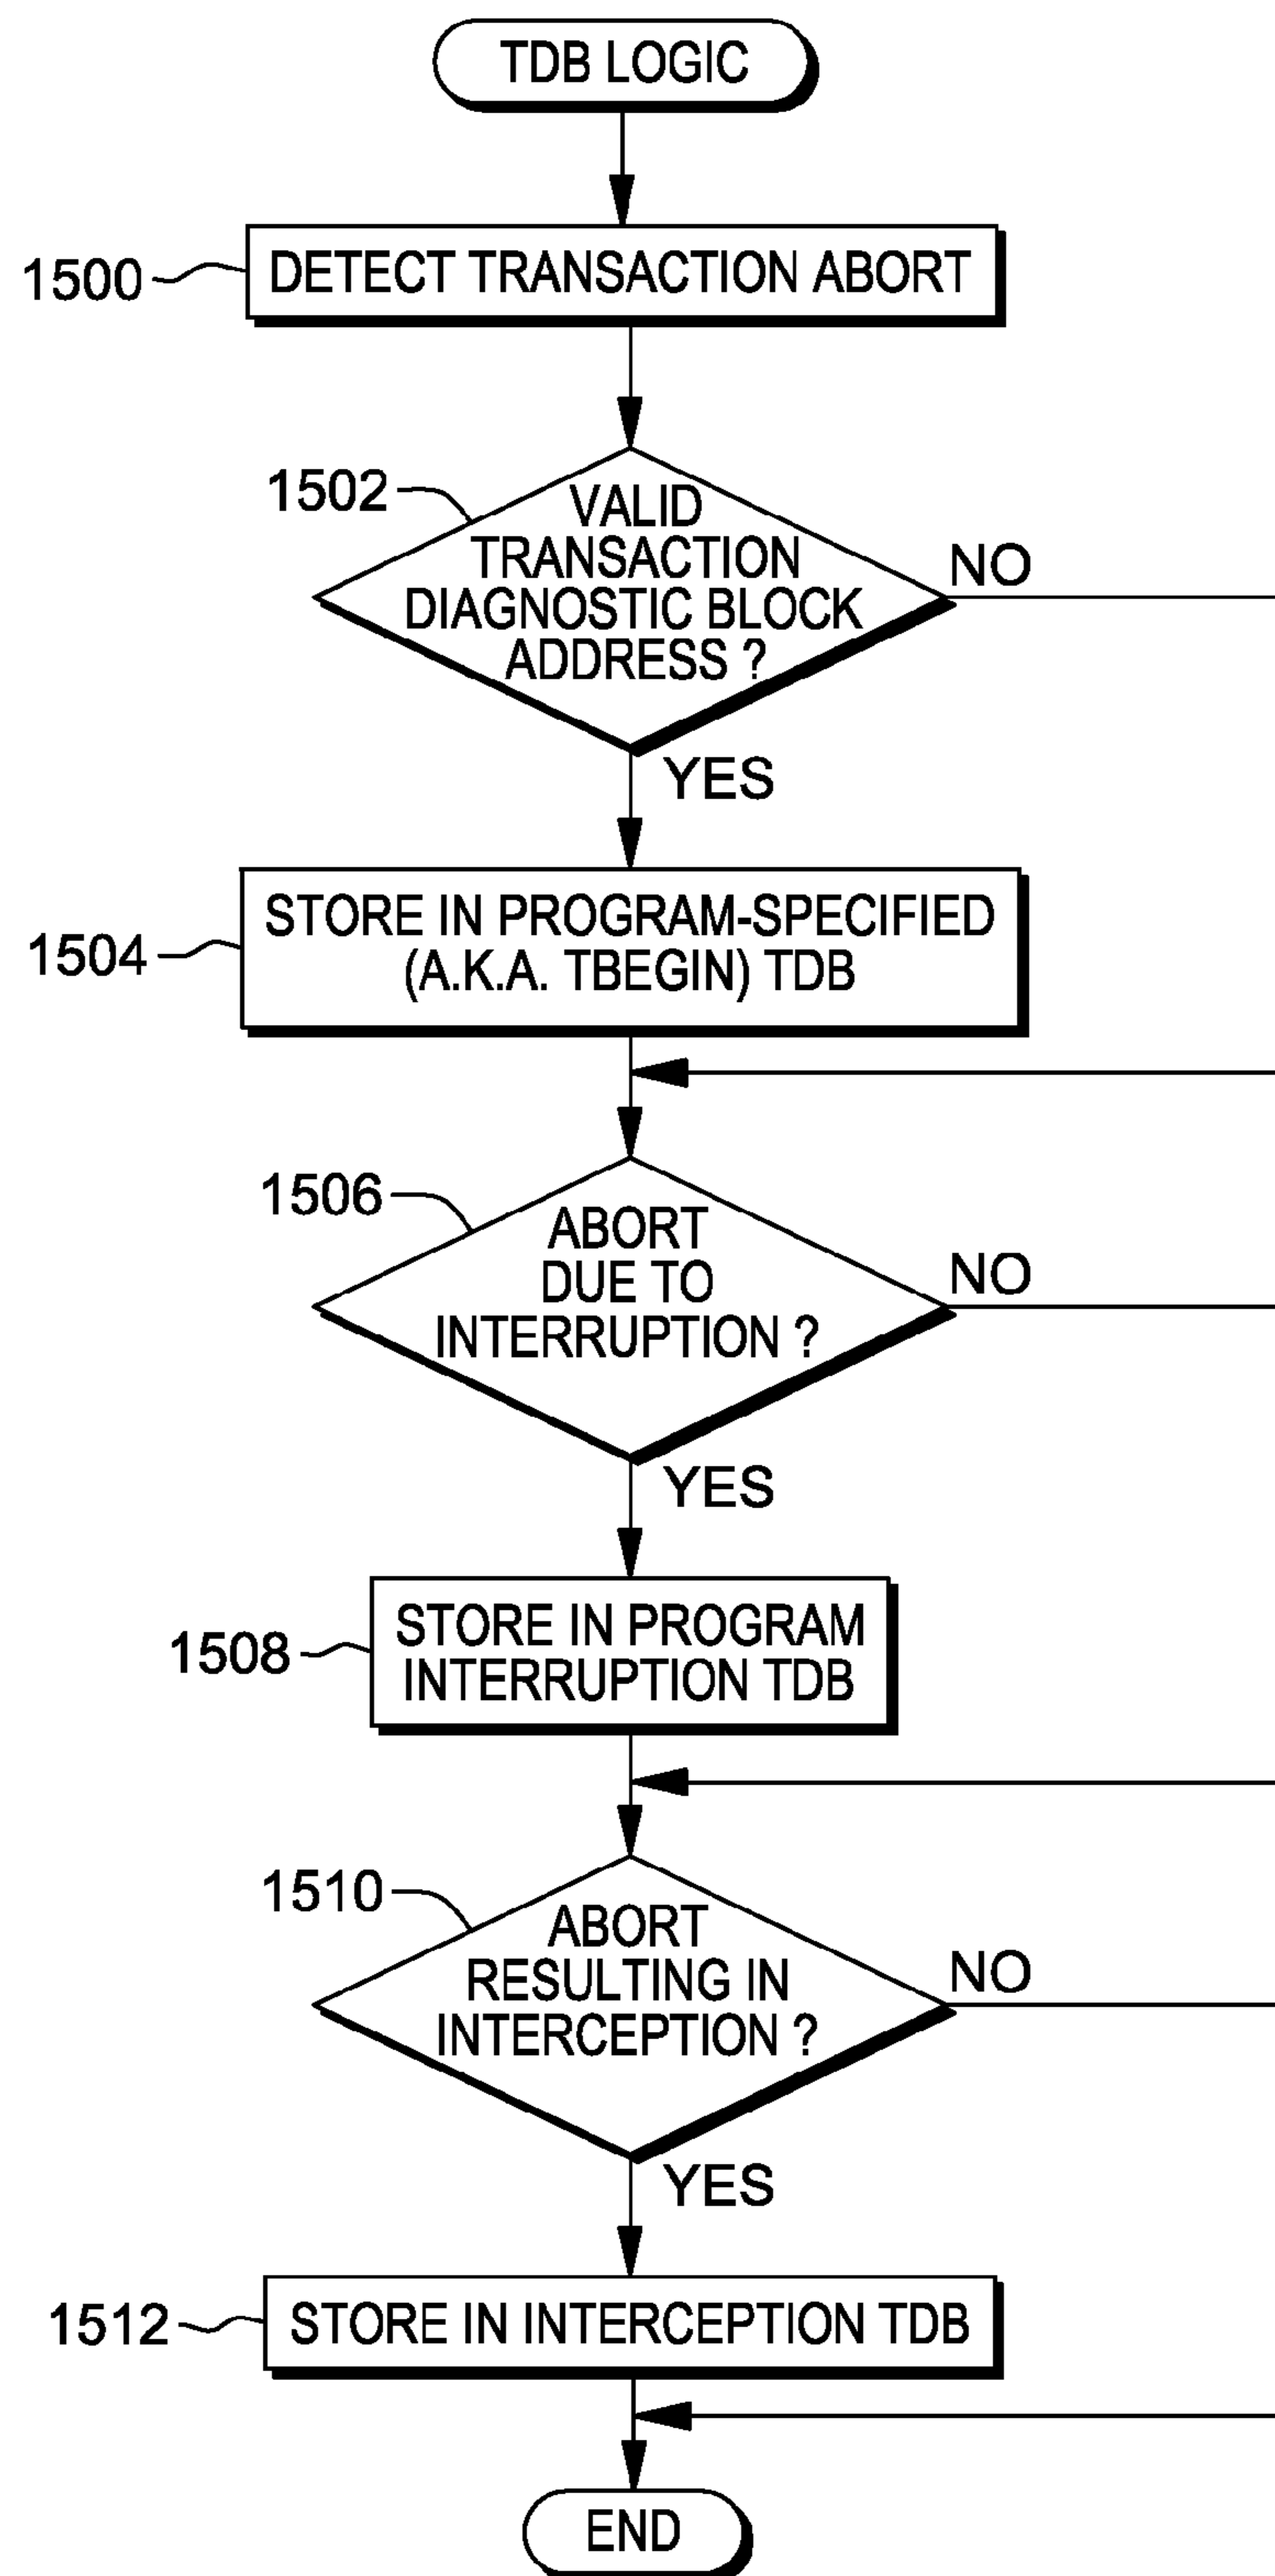 TDB LOGIC
1500
DETECT TRANSACTION ABORT
1502
VALID
TRANSACTION
DIAGNOSTIC BLOCK
ADDRESS ?
NO
YES
1504
STORE IN PROGRAM-SPECIFIED
(A.K.A. TBEGIN) TDB
1506
ABORT
DUE TO
INTERRUPTION ?
NO
YES
1508
STORE IN PROGRAM
INTERRUPTION TDB
1510
ABORT
RESULTING IN
INTERCEPTION ?
NO
YES
1512
STORE IN INTERCEPTION TDB
END